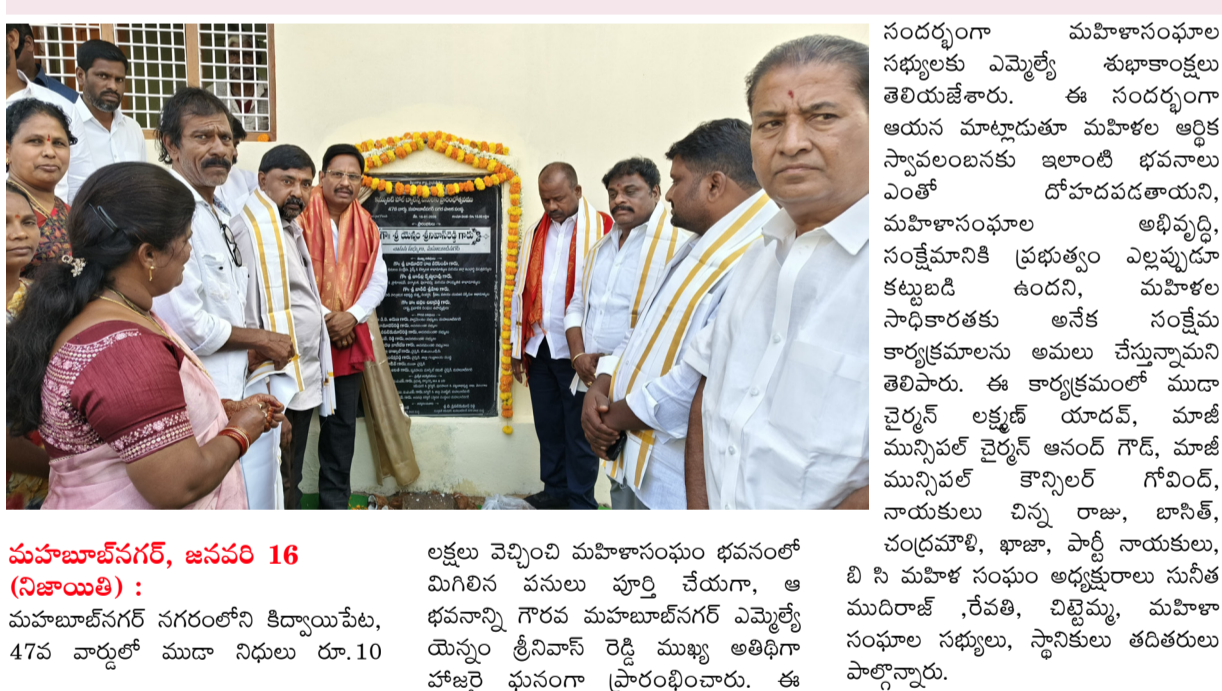 మహబూబ్‌నగర్, జనవరి 16
(నిజాయితి) :
మహబూబ్‌నగర్ నగరంలోని కిద్వాయిపేట,
47వ వార్డులో ముడా నిధులు రూ.10
లక్షలు వెచ్చించి మహిళాసంఘం భవనంలో
మిగిలిన పనులు పూర్తి చేయగా, ఆ
భవనాన్ని గౌరవ మహబూబ్‌నగర్ ఎమ్మెల్యే
యెన్నం శ్రీనివాస్ రెడ్డి ముఖ్య అతిథిగా
హాజరై ఘనంగా ప్రారంభించారు. ఈ
సందర్భంగా మహిళాసంఘాల
సభ్యులకు ఎమ్మెల్యే శుభాకాంక్షలు
తెలియజేశారు. ఈ సందర్భంగా
ఆయన మాట్లాడుతూ మహిళల ఆర్థిక
స్వావలంబనకు ఇలాంటి భవనాలు
ఎంతో దోహదపడతాయని,
మహిళాసంఘాల అభివృద్ధి,
సంక్షేమానికి ప్రభుత్వం ఎల్లప్పుడూ
కట్టుబడి ఉందని, మహిళల
సాధికారతకు అనేక సంక్షేమ
కార్యక్రమాలను అమలు చేస్తున్నామని
తెలిపారు. ఈ కార్యక్రమంలో ముడా
చైర్మన్ లక్ష్మణ్ యాదవ్, మాజీ
మున్సిపల్ చైర్మన్ ఆనంద్ గౌడ్, మాజీ
మున్సిపల్ కౌన్సిలర్ గోవింద్,
నాయకులు చిన్న రాజు, బాసిత్,
చంద్రమౌళి, ఖాజా, పార్టీ నాయకులు,
బి సి మహిళ సంఘం అధ్యక్షురాలు సునీత
ముదిరాజ్ ,రేవతి, చిట్టెమ్మ, మహిళా
సంఘాల సభ్యులు, స్థానికులు తదితరులు
పాల్గొన్నారు.
గౌ౹౹ శ్రీ యెన్నం శ్రీనివాస్‌రెడ్డి గార్కు